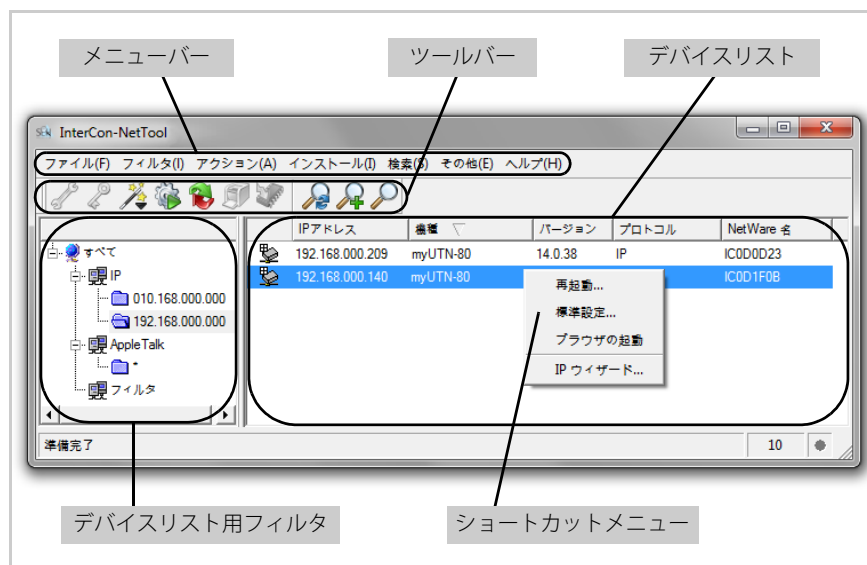 メニューバー
ツールバー
デバイスリスト
SEH InterCon-NetTool
ファイル(F) フィルタ(I) アクション(A) インストール(I) 検索(S) その他(E) ヘルプ(H)
IPアドレス 機種 バージョン プロトコル NetWare 名
すべて
192.168.000.209 myUTN-80 14.0.38 IP IC0D0D23
IP
192.168.000.140 myUTN-80 IC0D1F0B
再起動...
010.168.000.000
標準設定...
192.168.000.000
ブラウザの起動
AppleTalk
IP ウィザード...
*
フィルタ
準備完了
10
デバイスリスト用フィルタ
ショートカットメニュー